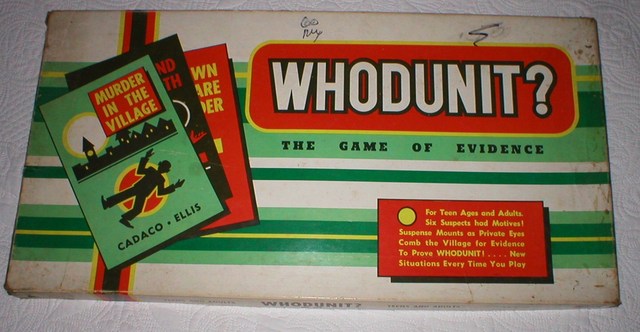 WHODUNIT?
THE GAME OF EVIDENCE
MURDER
IN THE
VILLAGE
CADACO • ELLIS
For Teen Ages and Adults.
Six Suspects had Motives!
Suspense Mounts as Private Eyes
Comb the Village for Evidence
To Prove WHODUNIT! .... New
Situations Every Time You Play
WHODUNIT?